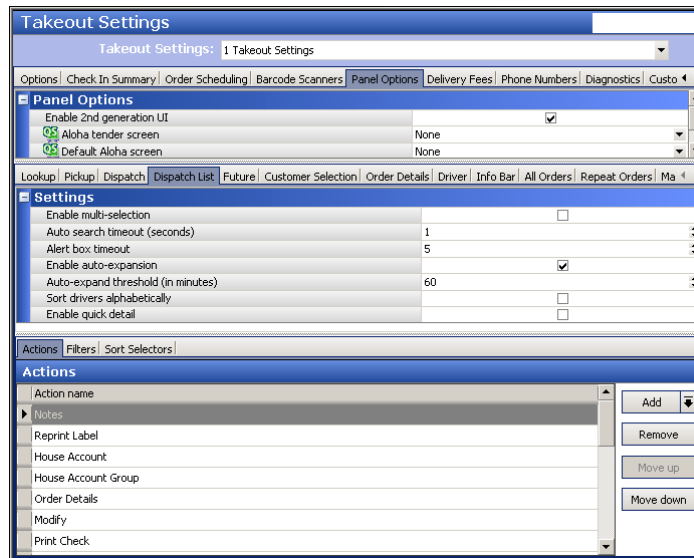 Takeout Settings
Takeout Settings: 1 Takeout Settings
Options Check In Summary Order Scheduling Barcode Scanners Panel Options Delivery Fees Phone Numbers Diagnostics Custo
Panel Options
Enable 2nd generation UI
QS Aloha tender screen None
QS Default Aloha screen None
Lookup Pickup Dispatch Dispatch List Future Customer Selection Order Details Driver Info Bar All Orders Repeat Orders Ma
Settings
Enable multi-selection
Auto search timeout (seconds) 1
Alert box timeout 5
Enable auto-expansion
Auto-expand threshold (in minutes) 60
Sort drivers alphabetically
Enable quick detail
Actions Filters Sort Selectors
Actions
Action name
Notes
Reprint Label
House Account
House Account Group
Order Details
Modify
Print Check
Add
Remove
Move up
Move down